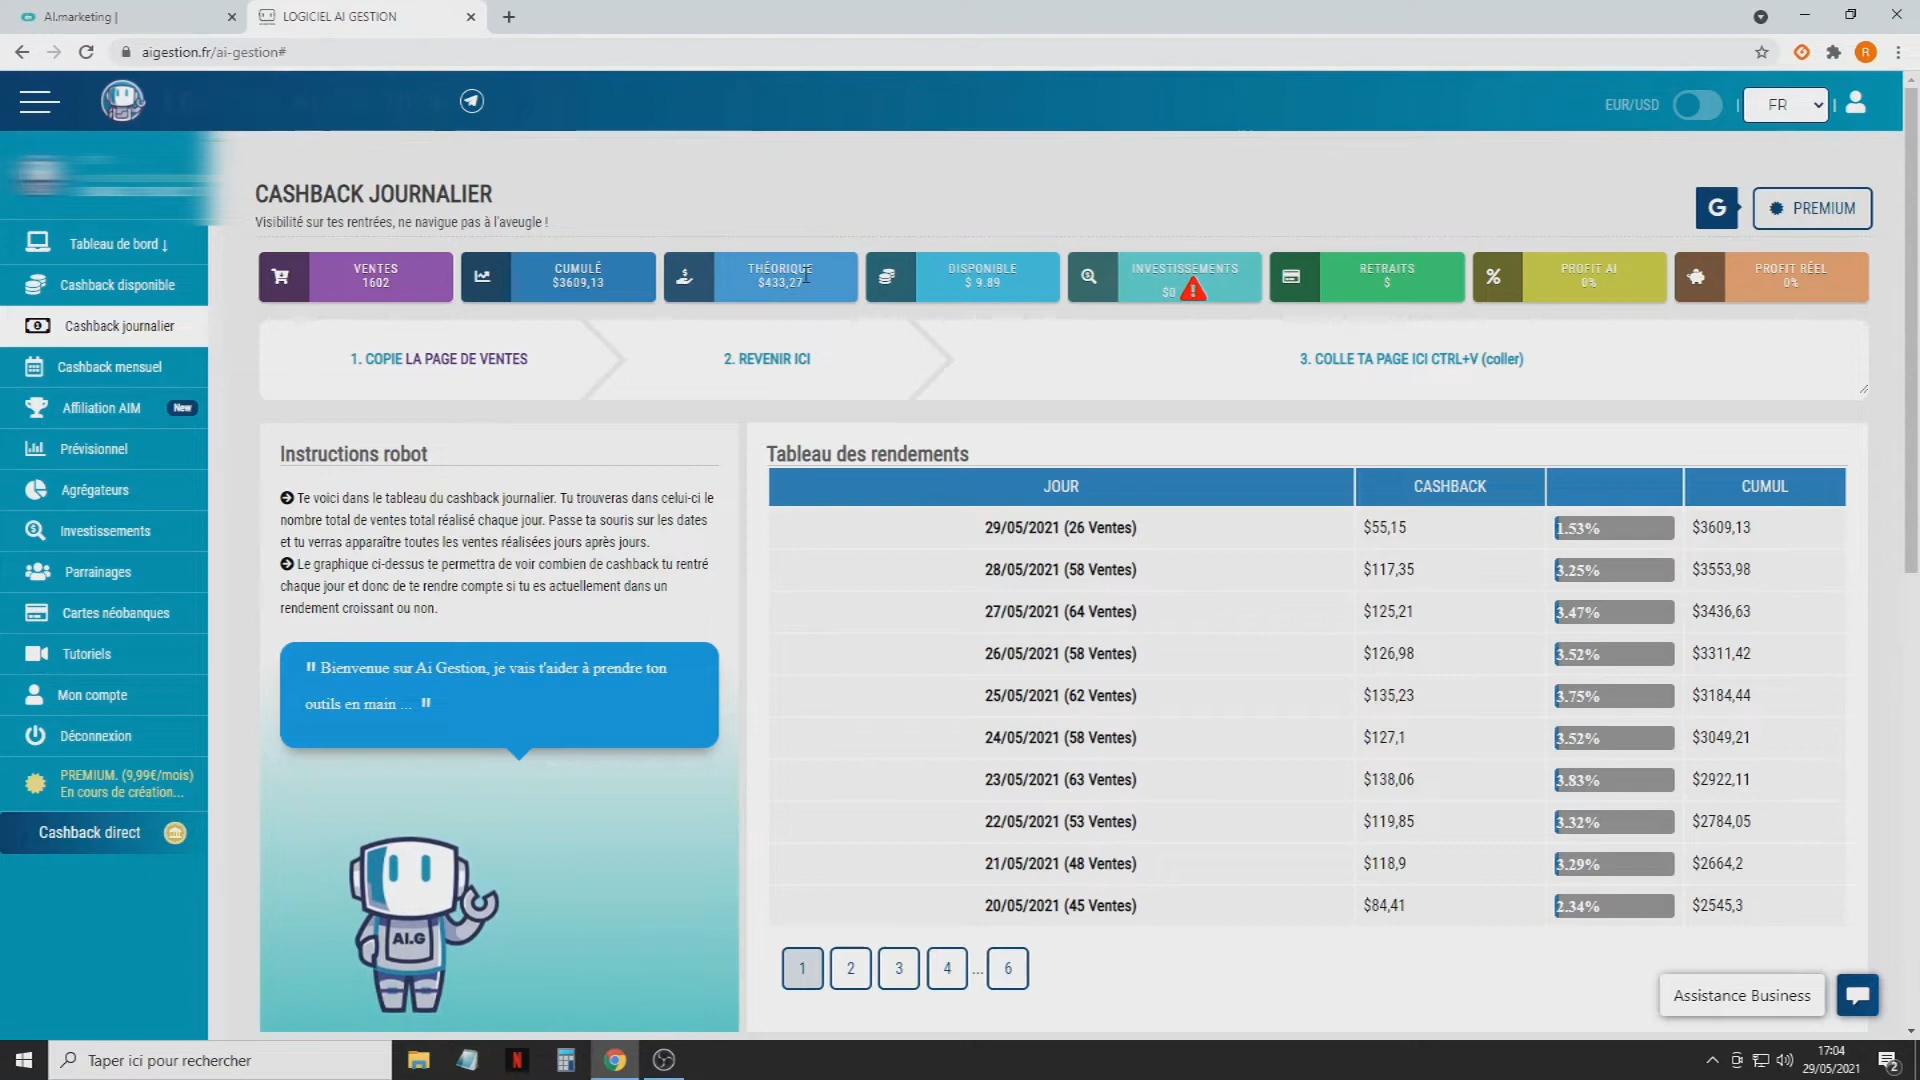 AI.marketing |
LOGICIEL AI GESTION
aigestion.fr/ai-gestion#
R
EUR/USD
|
FR
|
CASHBACK JOURNALIER
Visibilité sur tes rentrées, ne navigue pas à l'aveugle !
G
PREMIUM
VENTES
1602
CUMULÉ
$3609,13
THÉORIQUE
$433,27
DISPONIBLE
$ 9.89
INVESTISSEMENTS
$0
RETRAITS
$
PROFIT AI
0%
PROFIT RÉEL
0%
Tableau de bord ↓
Cashback disponible
Cashback journalier
Cashback mensuel
Affiliation AIM New
Prévisionnel
Agrégateurs
Investissements
Parrainages
Cartes néobanques
Tutoriels
Mon compte
Déconnexion
PREMIUM. (9,99€/mois)
En cours de création...
Cashback direct
1. COPIE LA PAGE DE VENTES
2. REVENIR ICI
3. COLLE TA PAGE ICI CTRL+V (coller)
Instructions robot
Te voici dans le tableau du cashback journalier. Tu trouveras dans celui-ci le
nombre total de ventes total réalisé chaque jour. Passe ta souris sur les dates
et tu verras apparaître toutes les ventes réalisées jours après jours.
Le graphique ci-dessus te permettra de voir combien de cashback tu rentré
chaque jour et donc de te rendre compte si tu es actuellement dans un
rendement croissant ou non.
" Bienvenue sur Ai Gestion, je vais t'aider à prendre ton
outils en main ... "
AI.G
Tableau des rendements
JOUR CASHBACK CUMUL
29/05/2021 (26 Ventes) $55,15 1.53% $3609,13
28/05/2021 (58 Ventes) $117,35 3.25% $3553,98
27/05/2021 (64 Ventes) $125,21 3.47% $3436,63
26/05/2021 (58 Ventes) $126,98 3.52% $3311,42
25/05/2021 (62 Ventes) $135,23 3.75% $3184,44
24/05/2021 (58 Ventes) $127,1 3.52% $3049,21
23/05/2021 (63 Ventes) $138,06 3.83% $2922,11
22/05/2021 (53 Ventes) $119,85 3.32% $2784,05
21/05/2021 (48 Ventes) $118,9 3.29% $2664,2
20/05/2021 (45 Ventes) $84,41 2.34% $2545,3
1 2 3 4 ... 6
Assistance Business
Taper ici pour rechercher
N
17:04
29/05/2021
2